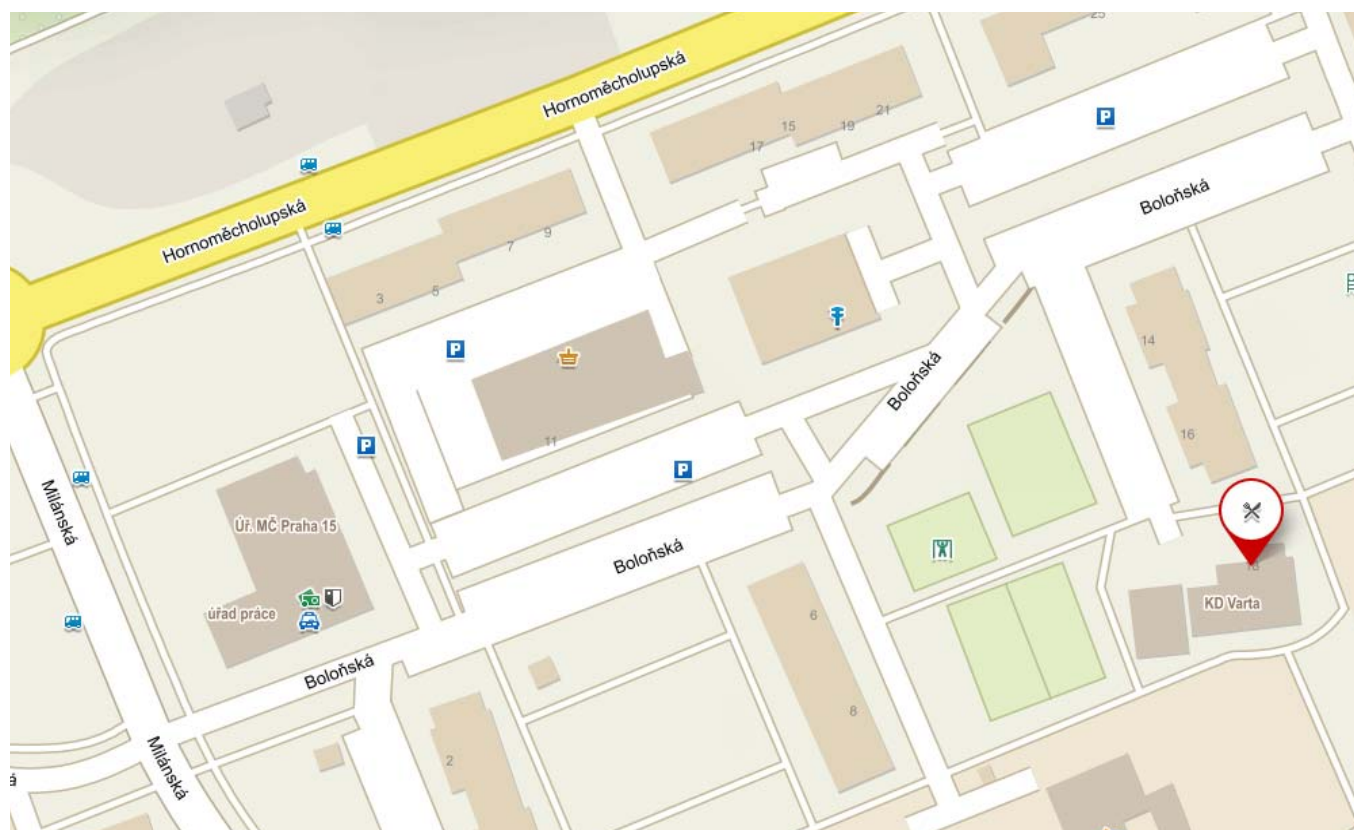 25
Hornoměcholupská
P
21
15
19
17
Boloňská
Hornoměcholupská
9
7
5
3
P
14
Boloňská
16
11
P
P
Milánská
Úř. MČ Praha 15
Boloňská
KD Varta
úřad práce
6
Boloňská
8
2
Milánská